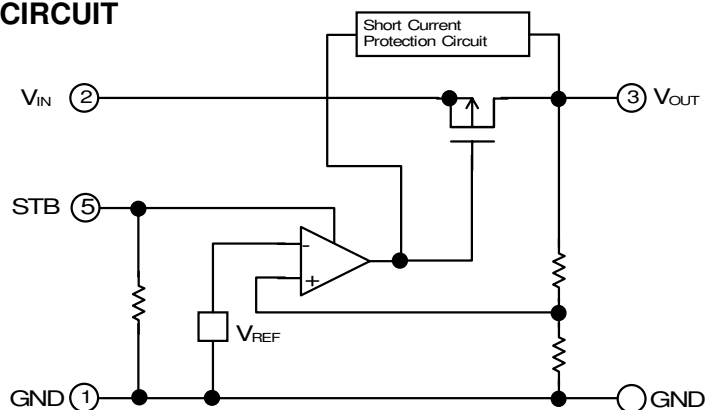 CIRCUIT
Short Current
Protection Circuit
VIN 2
3 VOUT
STB 5
-
+
VREF
GND 1
GND